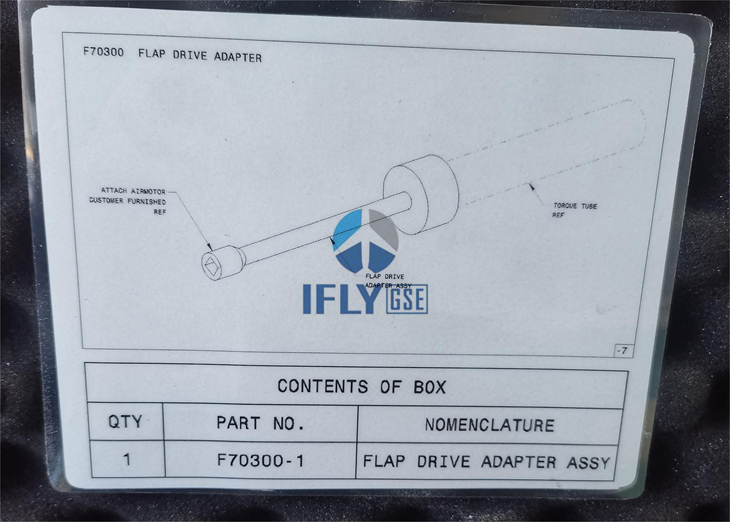 F70300 FLAP DRIVE ADAPTER
ATTACH AIRMOTOR
CUSTOMER FURNISHED
REF
TORQUE TUBE
REF
FLAP DRIVE
ADAPTER ASSY
IFLY GSE
-7
CONTENTS OF BOX
QTY PART NO. NOMENCLATURE
1 F70300-1 FLAP DRIVE ADAPTER ASSY